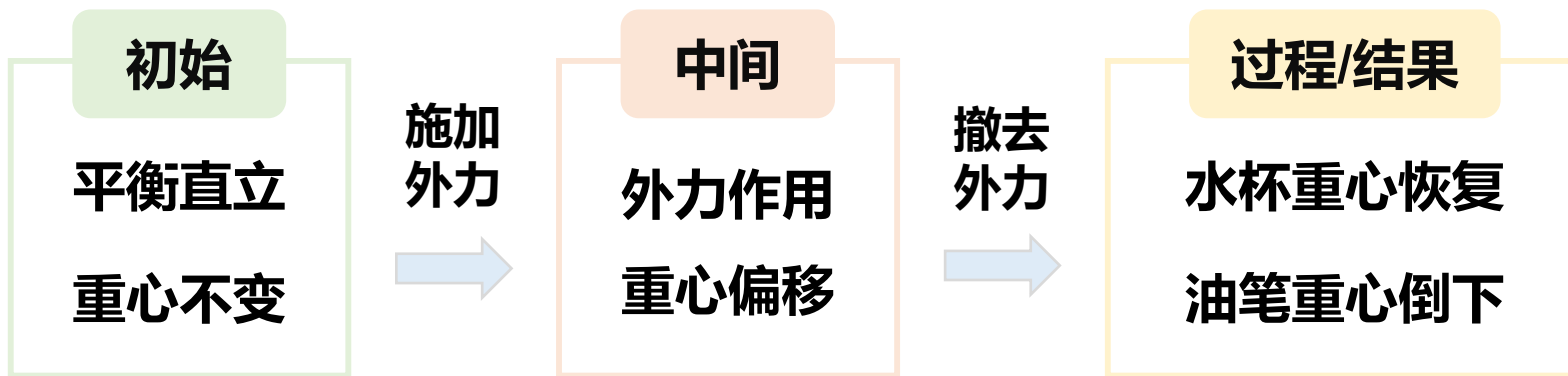 初始
平衡直立
重心不变
施加
外力
中间
外力作用
重心偏移
撤去
外力
过程/结果
水杯重心恢复
油笔重心倒下